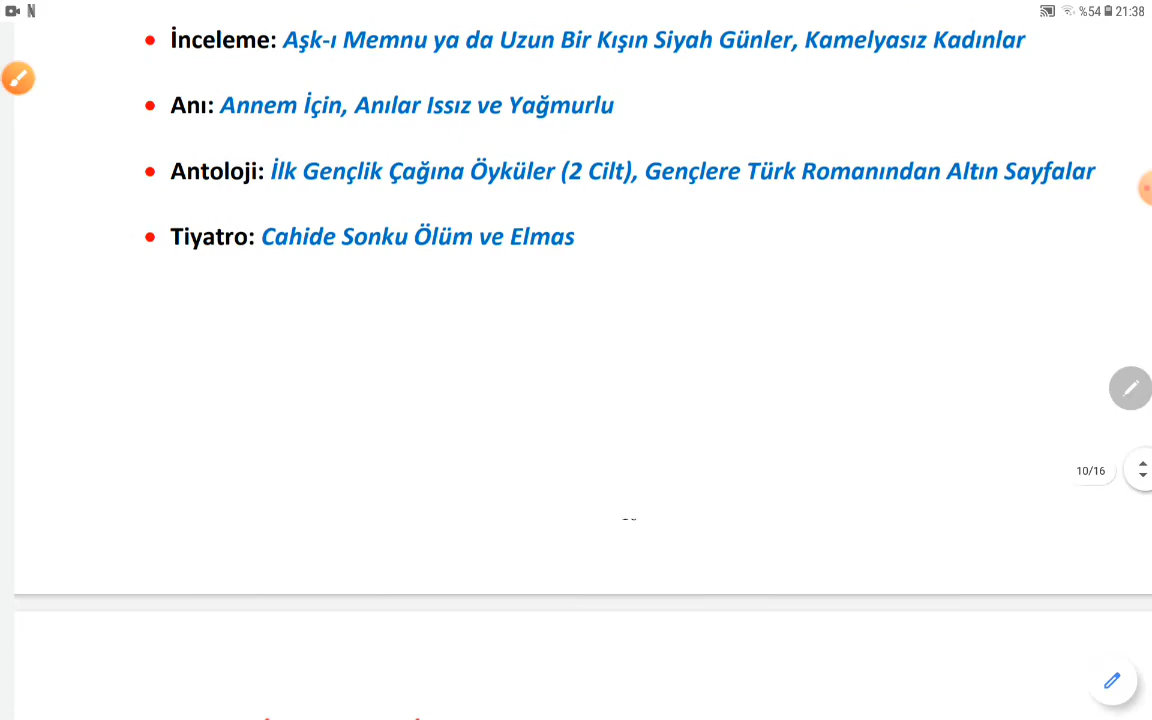 N %54 21:38
• İnceleme: Aşk-ı Memnu ya da Uzun Bir Kışın Siyah Günler, Kamelyasız Kadınlar
• Anı: Annem İçin, Anılar Issız ve Yağmurlu
• Antoloji: İlk Gençlik Çağına Öyküler (2 Cilt), Gençlere Türk Romanından Altın Sayfalar
• Tiyatro: Cahide Sonku Ölüm ve Elmas
10/16